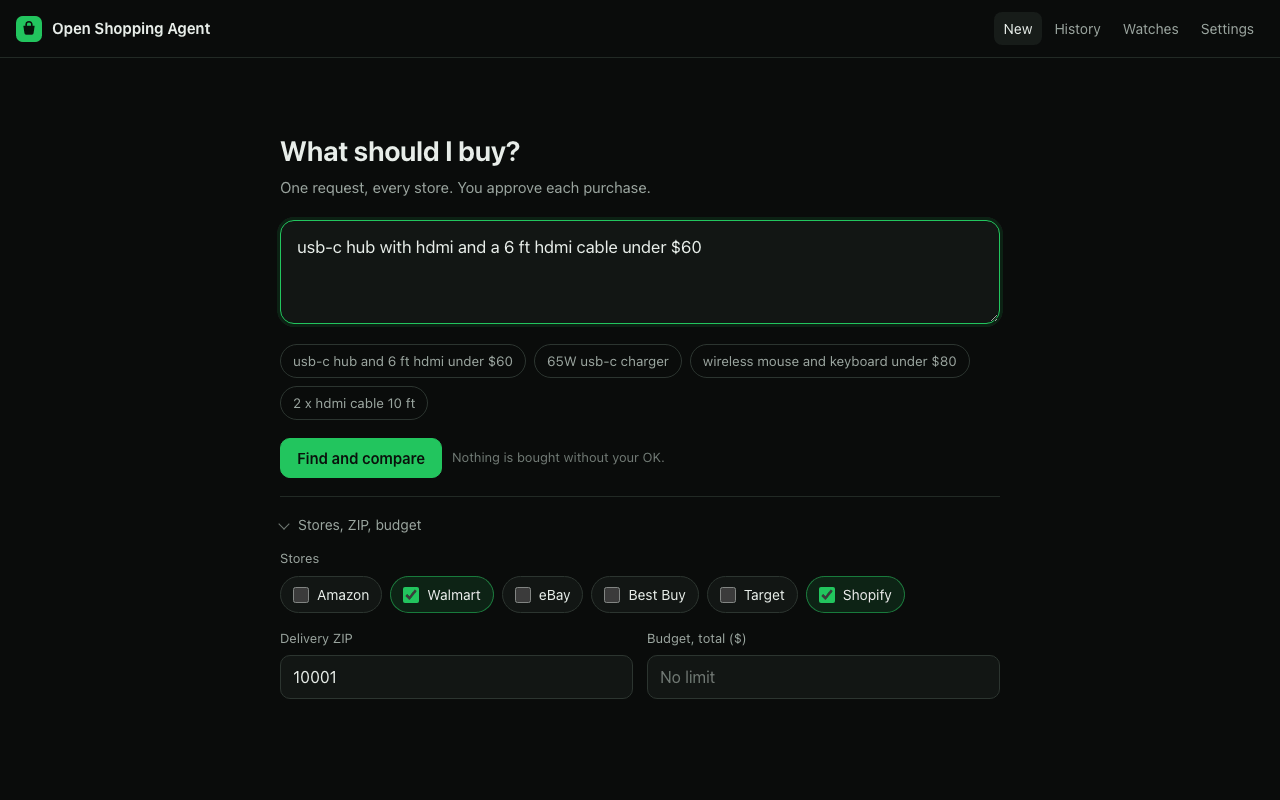 Open Shopping Agent
New
History
Watches
Settings
What should I buy?
One request, every store. You approve each purchase.
usb-c hub with hdmi and a 6 ft hdmi cable under $60
usb-c hub and 6 ft hdmi under $60
65W usb-c charger
wireless mouse and keyboard under $80
2 x hdmi cable 10 ft
Find and compare
Nothing is bought without your OK.
Stores, ZIP, budget
Stores
Amazon
Walmart
eBay
Best Buy
Target
Shopify
Delivery ZIP
Budget, total ($)
10001
No limit